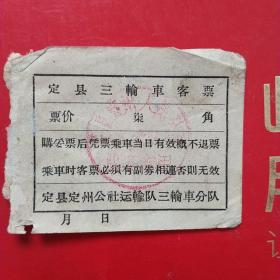 定县三輪車客票
票价 柒 角
購妥票后凭票乘車当日有效概不退票
乘車时客票必須有副券相連否則无效
定县定州公社运輸队三輪車分队
月 日